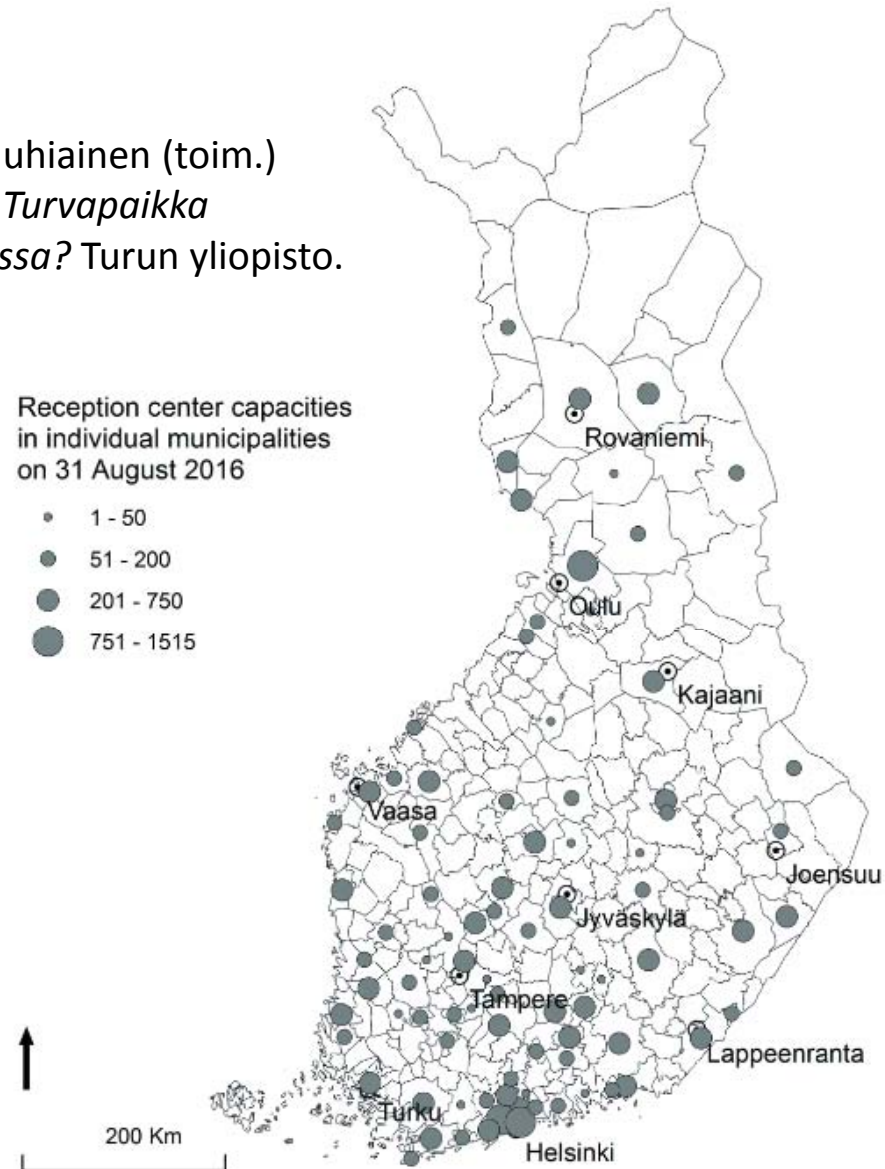 uhiainen (toim.)
Turvapaikka
ssa? Turun yliopisto.
Reception center capacities
in individual municipalities
on 31 August 2016
1 - 50
51 - 200
201 - 750
751 - 1515
Rovaniemi
Oulu
Kajaani
Vaasa
Joensuu
Jyväskylä
Tampere
Lappeenranta
Turku
Helsinki
200 Km